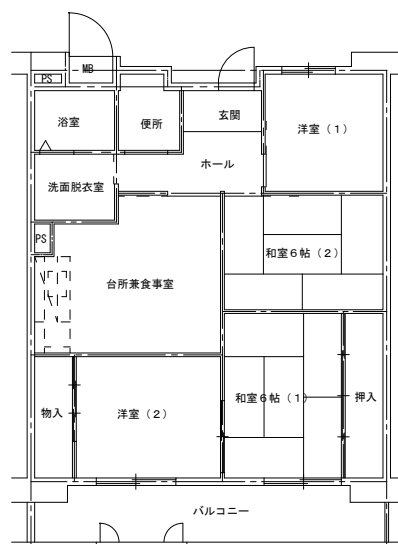 MB
PS
浴室
便所
玄関
洋室（１）
ホール
洗面脱衣室
PS
和室６帖（２）
台所兼食事室
物入
洋室（２）
和室６帖（１）
押入
バルコニー